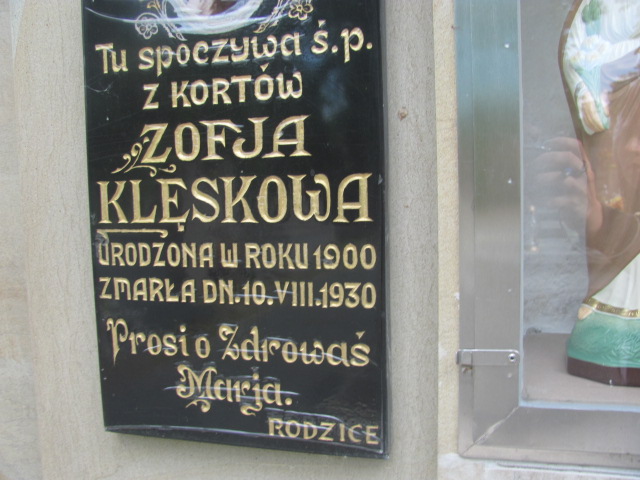 Tu spoczywa ś.p.
Z KORTÓW
ZOFJA
KLĘSKOWA
URODZONA W ROKU 1900
ZMARŁA DN. 10. VIII. 1930
Prosi o Zdrowaś
Marja.
RODZICE